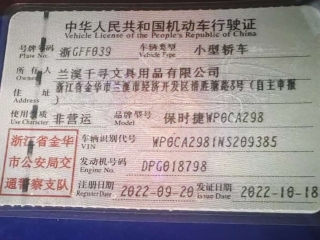 中华人民共和国机动车行驶证
Vehicle License of the People's Republic of China
号牌号码 浙GFF039 车辆类型 小型轿车
Plate No. Vehicle Type
所有人 兰溪千寻文具用品有限公司
Owner
住址 浙江省金华市兰溪市经济开发区 路8号(自主申报)
Address
使用性质 非营运 品牌型号 保时捷WP0CA298
Use Character Model
浙江省金华
市公安局交
通警察支队
车辆识别代号 WP0CA2981NS209385
VIN
发动机号码 DPG018798
Engine No.
注册日期 2022-09-20 发证日期 2022-10-18
Register Date Issue Date